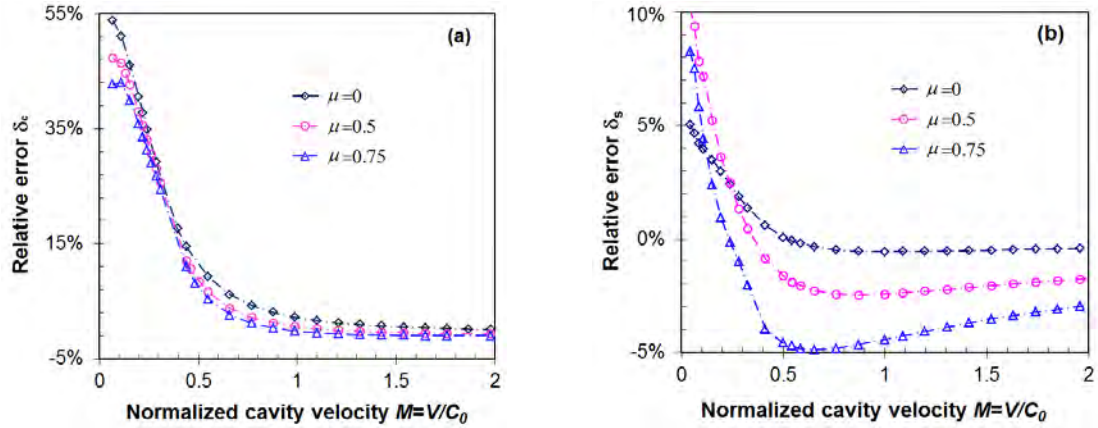 55%
35%
15%
-5%
Relative error δc
(a)
μ=0
μ=0.5
μ=0.75
0 0.5 1 1.5 2
Normalized cavity velocity M=V/C0
10%
5%
0%
-5%
Relative error δs
(b)
μ=0
μ=0.5
μ=0.75
0 0.5 1 1.5 2
Normalized cavity velocity M=V/C0